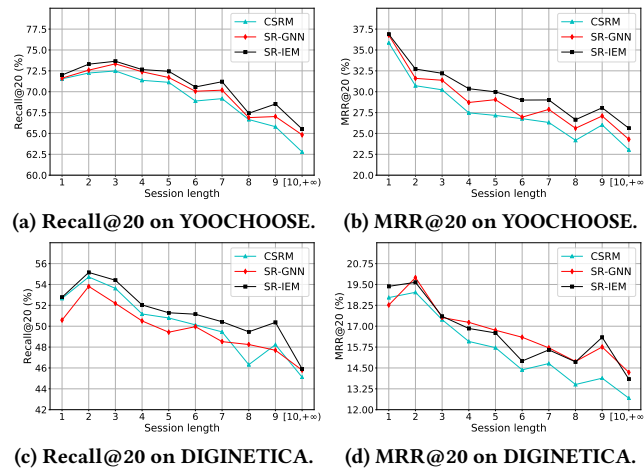 77.5
75.0
72.5
70.0
67.5
65.0
62.5
60.0
Recall@20 (%)
CSRM
SR-GNN
SR-IEM
1 2 3 4 5 6 7 8 9 [10,+∞)
Session length
(a) Recall@20 on YOOCHOOSE.
37.5
35.0
32.5
30.0
27.5
25.0
22.5
20.0
MRR@20 (%)
CSRM
SR-GNN
SR-IEM
1 2 3 4 5 6 7 8 9 [10,+∞)
Session length
(b) MRR@20 on YOOCHOOSE.
56
54
52
50
48
46
44
42
Recall@20 (%)
CSRM
SR-GNN
SR-IEM
1 2 3 4 5 6 7 8 9 [10,+∞)
Session length
(c) Recall@20 on DIGINETICA.
20.75
19.50
18.25
17.00
15.75
14.50
13.25
12.00
MRR@20 (%)
CSRM
SR-GNN
SR-IEM
1 2 3 4 5 6 7 8 9 [10,+∞)
Session length
(d) MRR@20 on DIGINETICA.